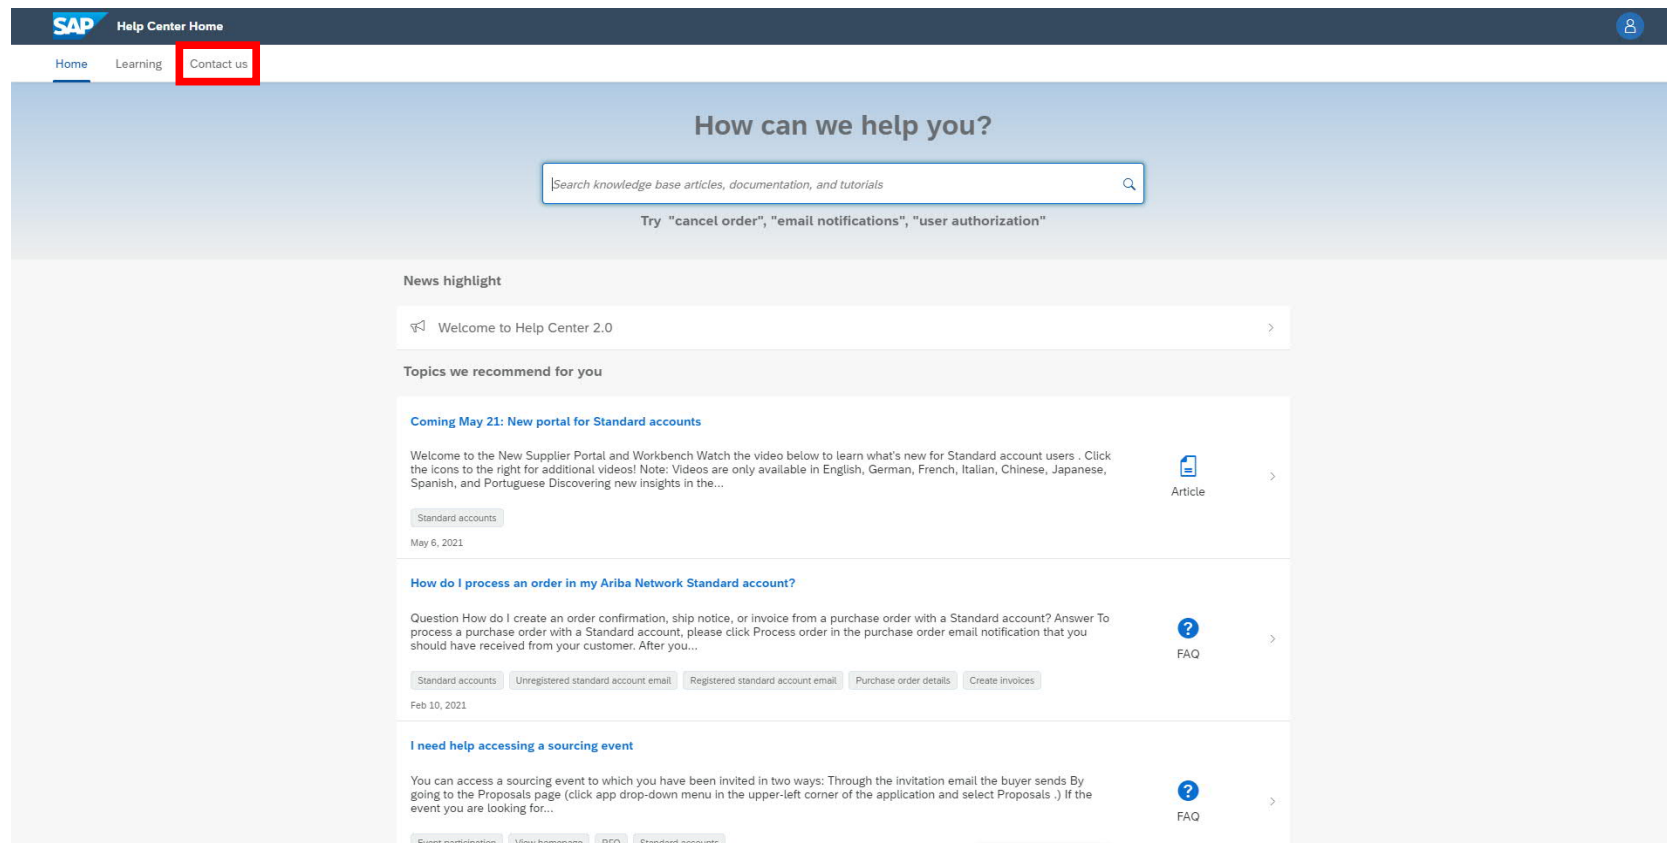 SAP Help Center Home
Home Learning Contact us
How can we help you?
Search knowledge base articles, documentation, and tutorials
Try "cancel order", "email notifications", "user authorization"
News highlight
Welcome to Help Center 2.0
Topics we recommend for you
Coming May 21: New portal for Standard accounts
Welcome to the New Supplier Portal and Workbench Watch the video below to learn what's new for Standard account users . Click
the icons to the right for additional videos! Note: Videos are only available in English, German, French, Italian, Chinese, Japanese,
Spanish, and Portuguese Discovering new insights in the...
Article
Standard accounts
May 6, 2021
How do I process an order in my Ariba Network Standard account?
Question How do I create an order confirmation, ship notice, or invoice from a purchase order with a Standard account? Answer To
process a purchase order with a Standard account, please click Process order in the purchase order email notification that you
should have received from your customer. After you...
FAQ
Standard accounts Unregistered standard account email Registered standard account email Purchase order details Create invoices
Feb 10, 2021
I need help accessing a sourcing event
You can access a sourcing event to which you have been invited in two ways: Through the invitation email the buyer sends By
going to the Proposals page (click app drop-down menu in the upper-left corner of the application and select Proposals .) If the
event you are looking for...
FAQ
Event participation View homepage RFQ Standard accounts